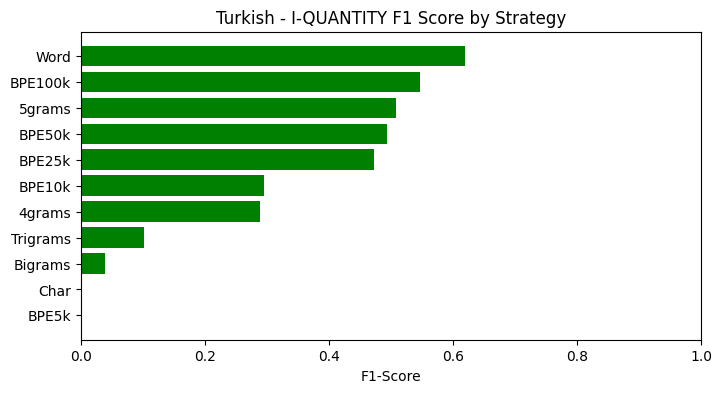 Turkish - I-QUANTITY F1 Score by Strategy
Word
BPE100k
5grams
BPE50k
BPE25k
BPE10k
4grams
Trigrams
Bigrams
Char
BPE5k
0.0 0.2 0.4 0.6 0.8 1.0
F1-Score